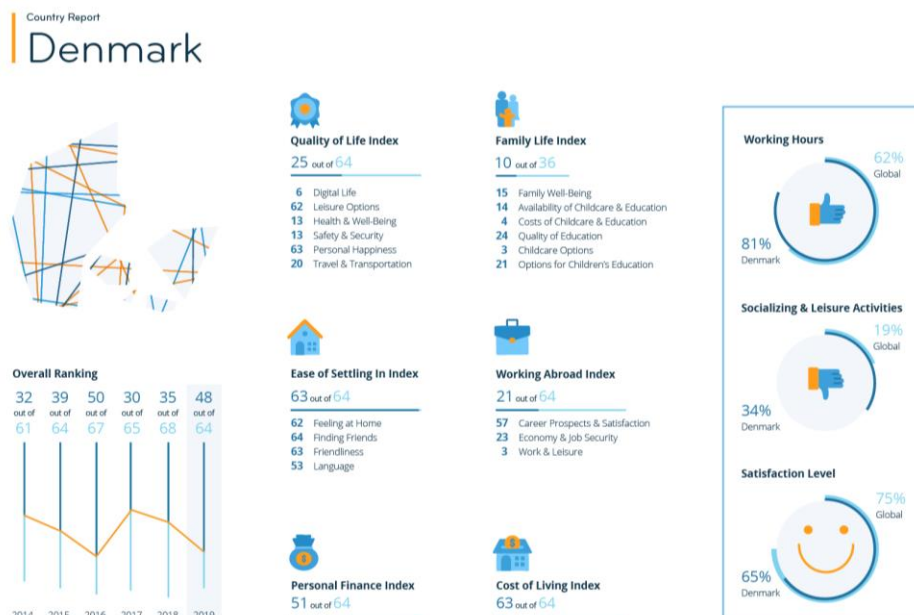 Country Report
Denmark
Quality of Life Index
25 out of 64
6 Digital Life
62 Leisure Options
13 Health & Well-Being
13 Safety & Security
63 Personal Happiness
20 Travel & Transportation
Family Life Index
10 out of 36
15 Family Well-Being
14 Availability of Childcare & Education
4 Costs of Childcare & Education
24 Quality of Education
3 Childcare Options
21 Options for Children's Education
Overall Ranking
32 39 50 30 35 48
out of out of out of out of out of out of
61 64 67 65 68 64
2014 2015 2016 2017 2018 2019
Ease of Settling In Index
63 out of 64
62 Feeling at Home
64 Finding Friends
63 Friendliness
53 Language
Working Abroad Index
21 out of 64
57 Career Prospects & Satisfaction
23 Economy & Job Security
3 Work & Leisure
Personal Finance Index
51 out of 64
Cost of Living Index
63 out of 64
Working Hours
62%
Global
81%
Denmark
Socializing & Leisure Activities
19%
Global
34%
Denmark
Satisfaction Level
75%
Global
65%
Denmark